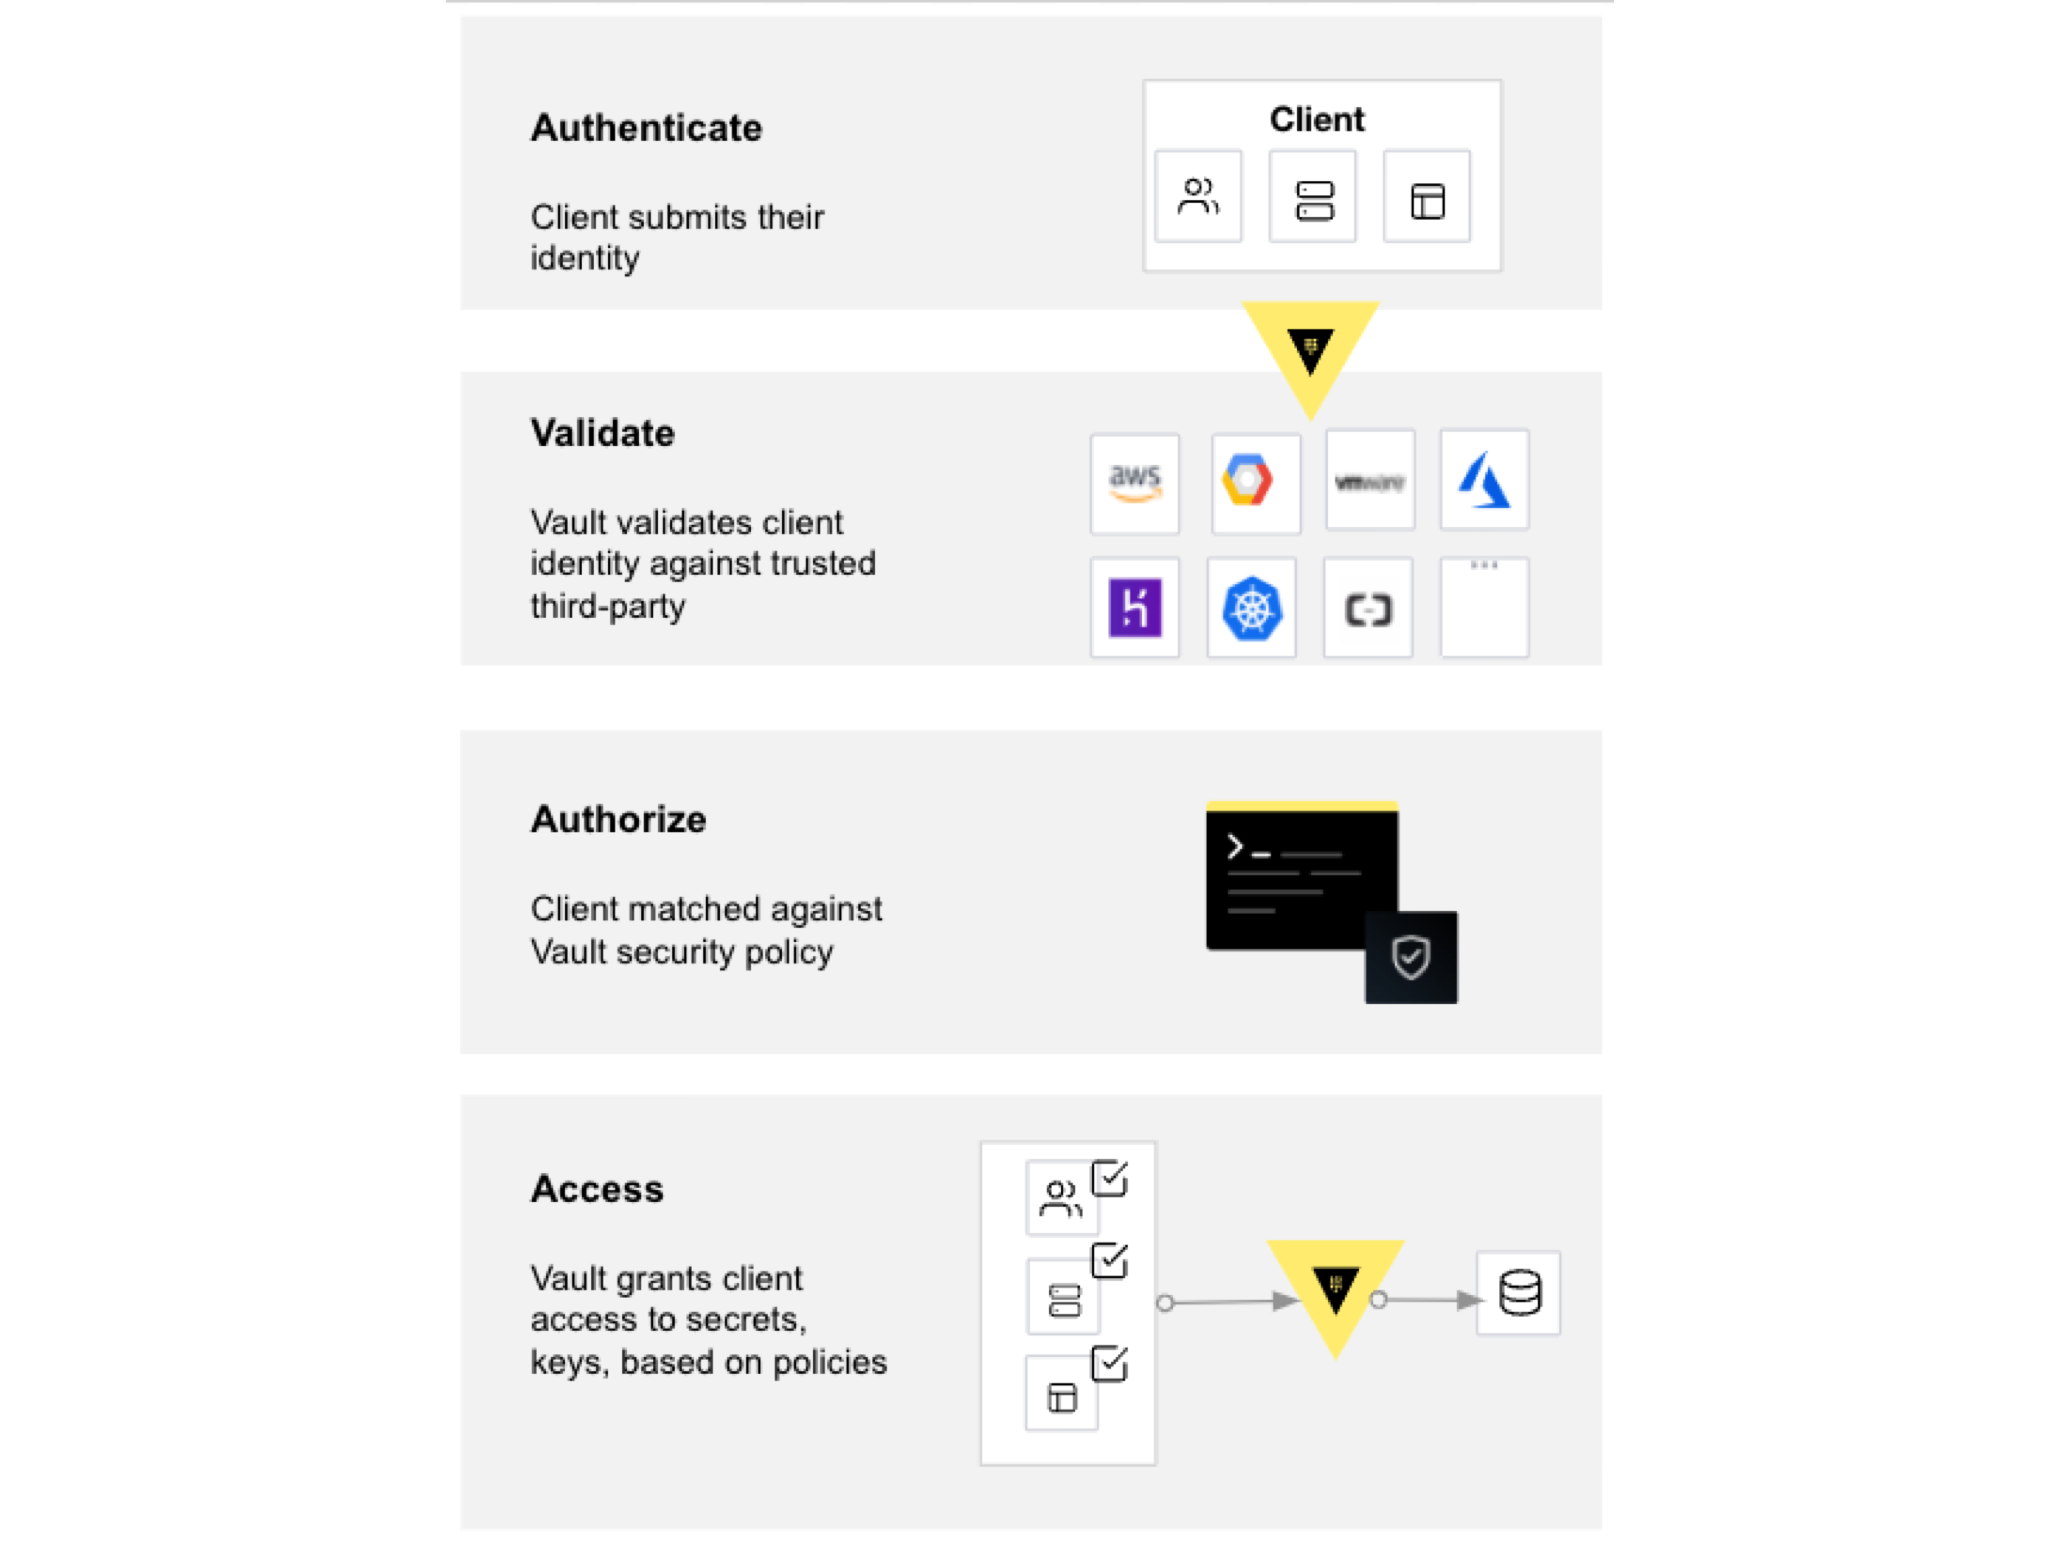 Authenticate
Client submits their
identity
Client
Validate
Vault validates client
identity against trusted
third-party
aws
vmware
Authorize
Client matched against
Vault security policy
Access
Vault grants client
access to secrets,
keys, based on policies